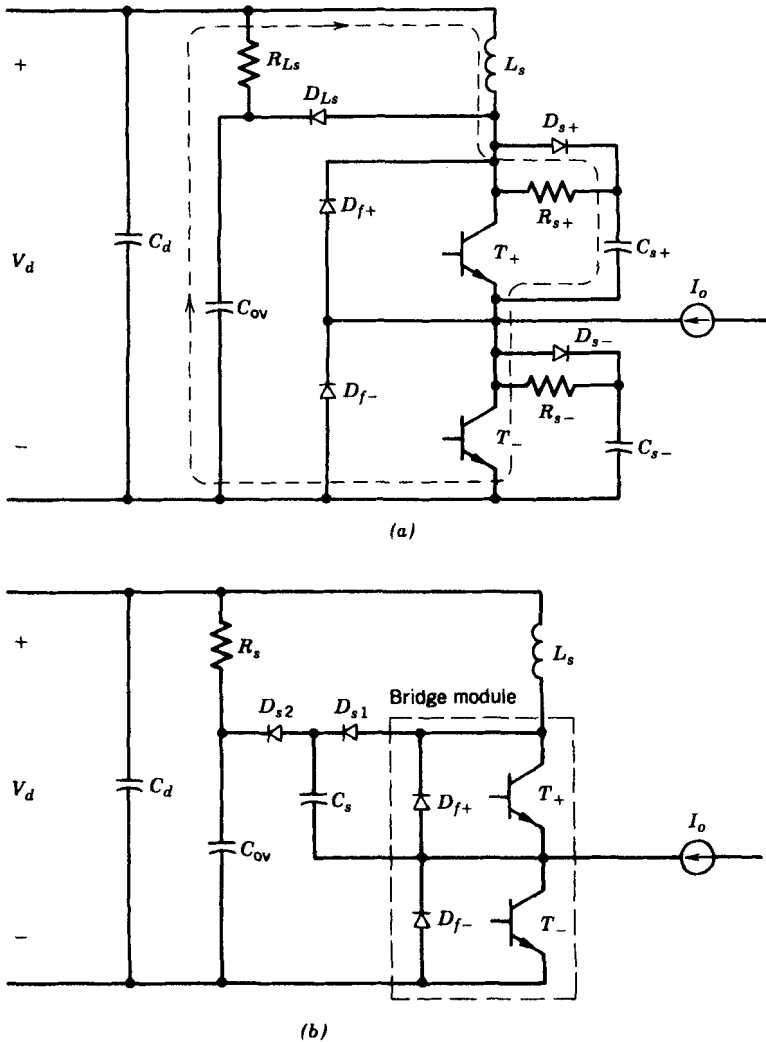 +
R_Ls
L_s
D_Ls
D_s+
R_s+
D_f+
T_+
C_s+
V_d
C_d
C_ov
I_o
D_s−
D_f−
R_s−
T_−
C_s−
−
(a)
+
R_s
L_s
Bridge module
D_s2
D_s1
V_d
C_d
C_s
D_f+
T_+
C_ov
I_o
D_f−
T_−
−
(b)